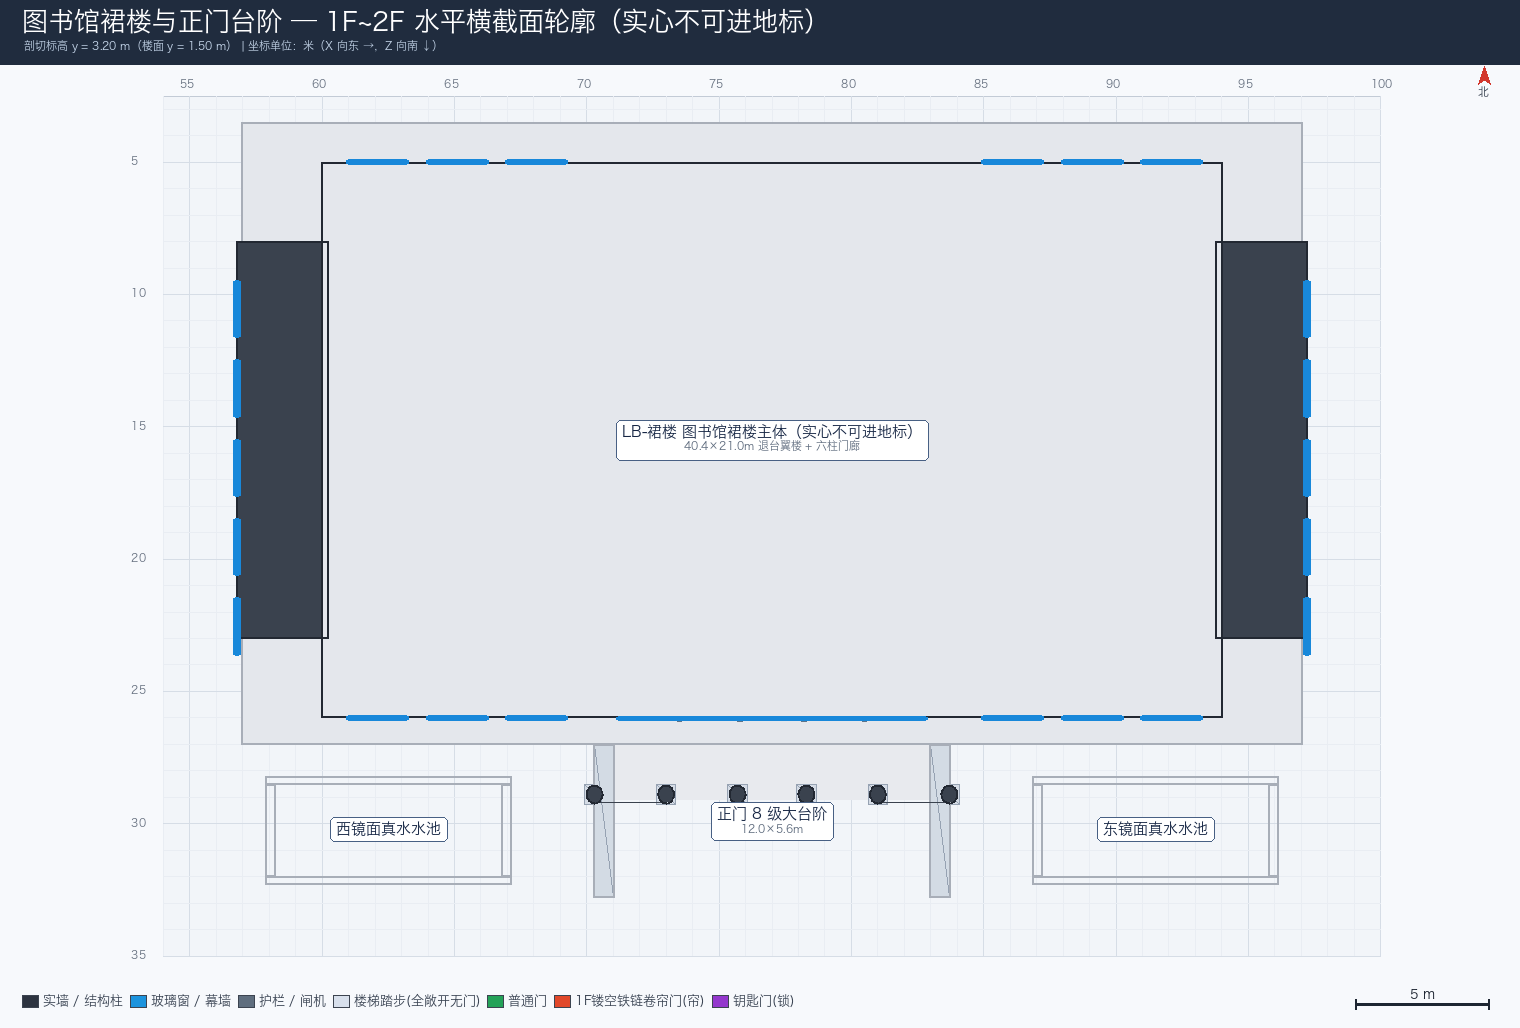 图书馆裙楼与正门台阶 — 1F~2F 水平横截面轮廓（实心不可进地标）
剖切标高 y = 3.20 m（楼面 y = 1.50 m） | 坐标单位：米（X 向东 →，Z 向南 ↓）
55 60 65 70 75 80 85 90 95 100
北
5
10
15
LB-裙楼 图书馆裙楼主体（实心不可进地标）
40.4×21.0m 退台翼楼 + 六柱门廊
20
25
30
正门 8 级大台阶
12.0×5.6m
西镜面真水水池
东镜面真水水池
35
实墙 / 结构柱 玻璃窗 / 幕墙 护栏 / 闸机 楼梯踏步(全敞开无门) 普通门 1F镂空铁链卷帘门(帘) 钥匙门(锁)
5 m